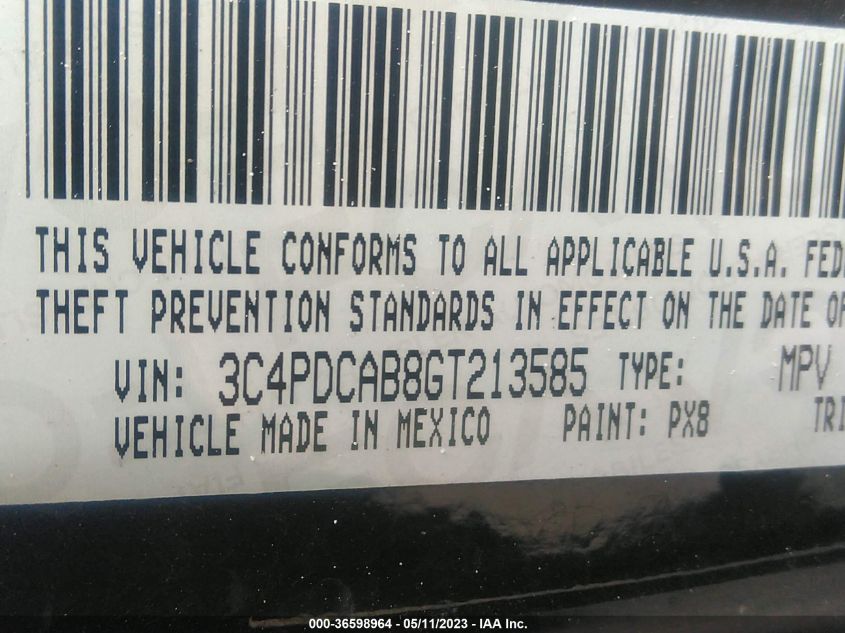 THIS VEHICLE CONFORMS TO ALL APPLICABLE U.S.A.
THEFT PREVENTION STANDARDS IN EFFECT ON THE DATE OF
VIN: 3C4PDCAB8GT213585 TYPE: MPV
VEHICLE MADE IN MEXICO PAINT: PX8
000-36598964 - 05/11/2023 - IAA Inc.